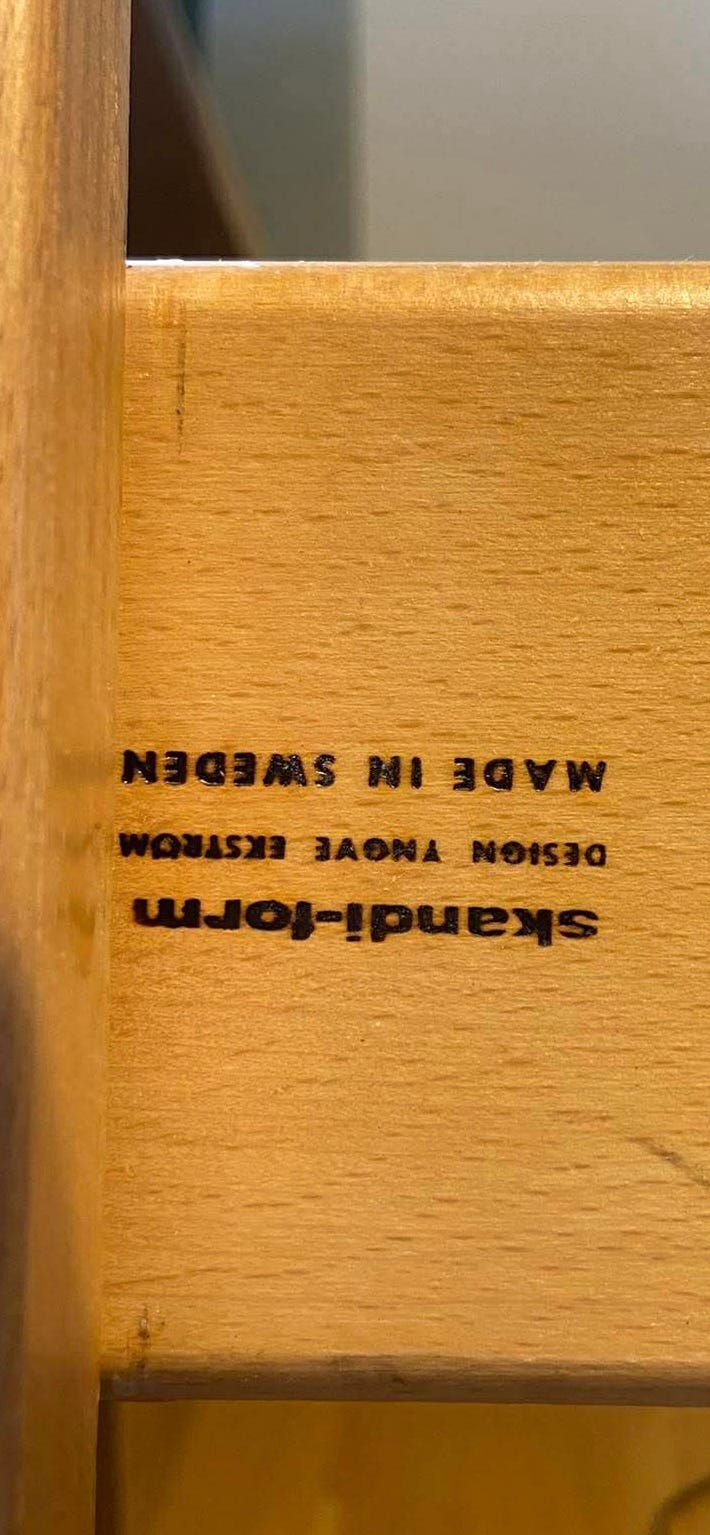 skandi-form
DESIGN YNGVE EKSTRÖM
MADE IN SWEDEN